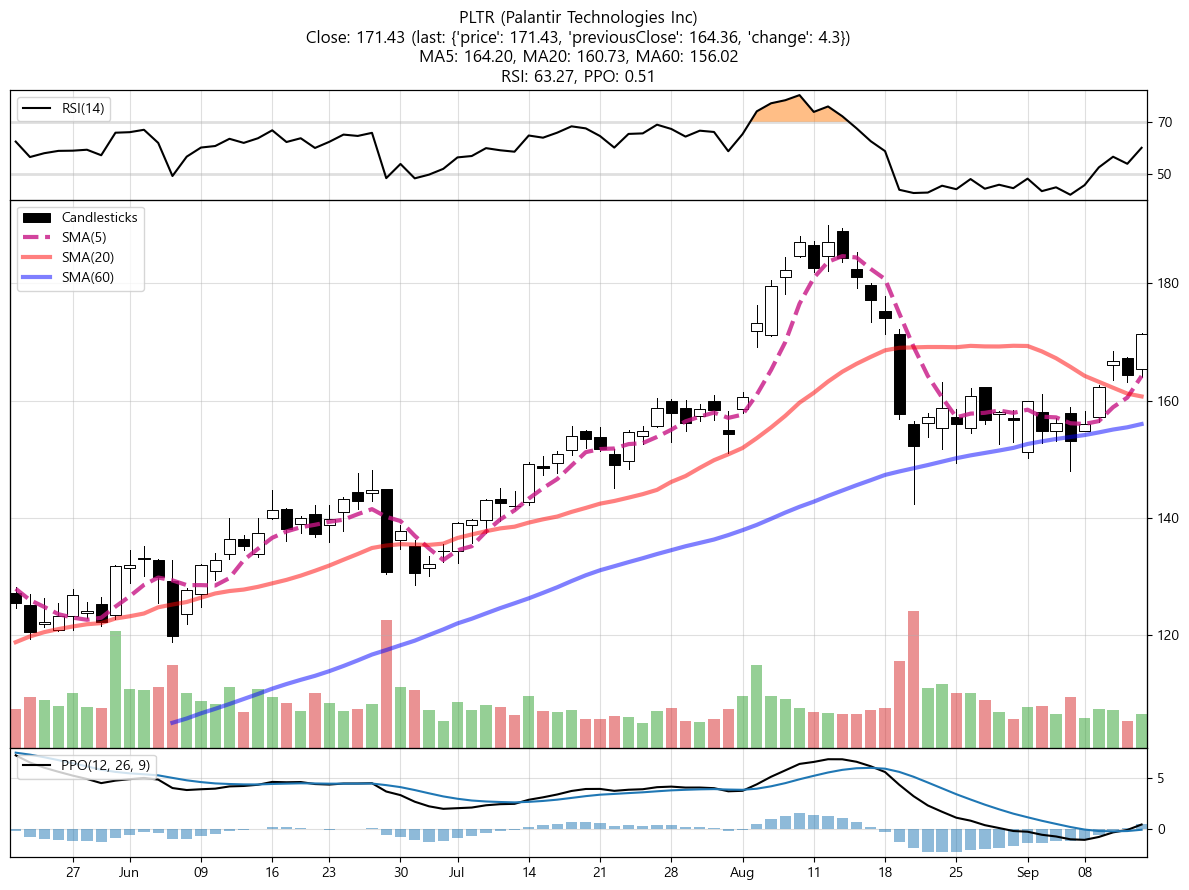 PLTR (Palantir Technologies Inc)
Close: 171.43 (last: {'price': 171.43, 'previousClose': 164.36, 'change': 4.3})
MA5: 164.20, MA20: 160.73, MA60: 156.02
RSI: 63.27, PPO: 0.51
RSI(14)
70
50
Candlesticks
SMA(5)
SMA(20)
SMA(60)
180
160
140
120
PPO(12, 26, 9)
5
0
27 Jun 09 16 23 30 Jul 14 21 28 Aug 11 18 25 Sep 08